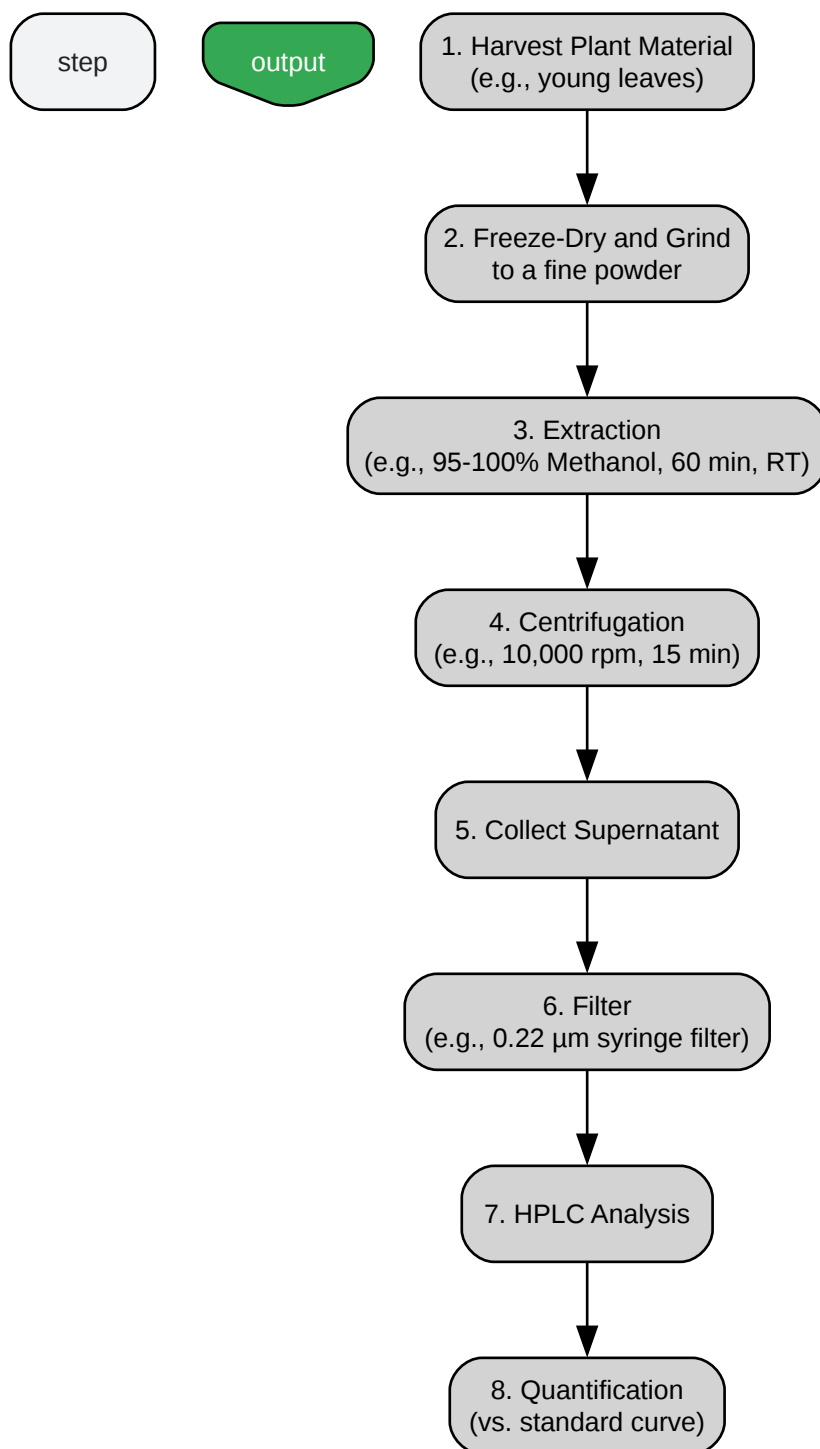 step
output
1. Harvest Plant Material
(e.g., young leaves)
2. Freeze-Dry and Grind
to a fine powder
3. Extraction
(e.g., 95-100% Methanol, 60 min, RT)
4. Centrifugation
(e.g., 10,000 rpm, 15 min)
5. Collect Supernatant
6. Filter
(e.g., 0.22 µm syringe filter)
7. HPLC Analysis
8. Quantification
(vs. standard curve)